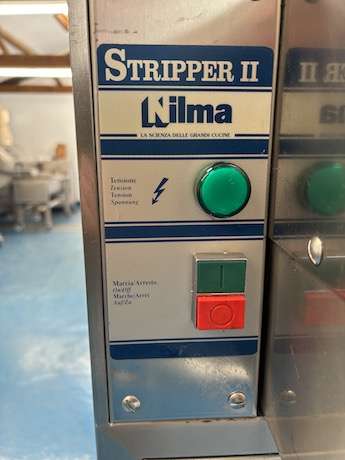 STRIPPER II
Nilma
LA SCIENZA DELLE GRANDI CUCINE
Tensione
Tension
Tension
Spannung
Marcia/Arresto
On/Off
Marche/Arret
Auf/Zu
I
O